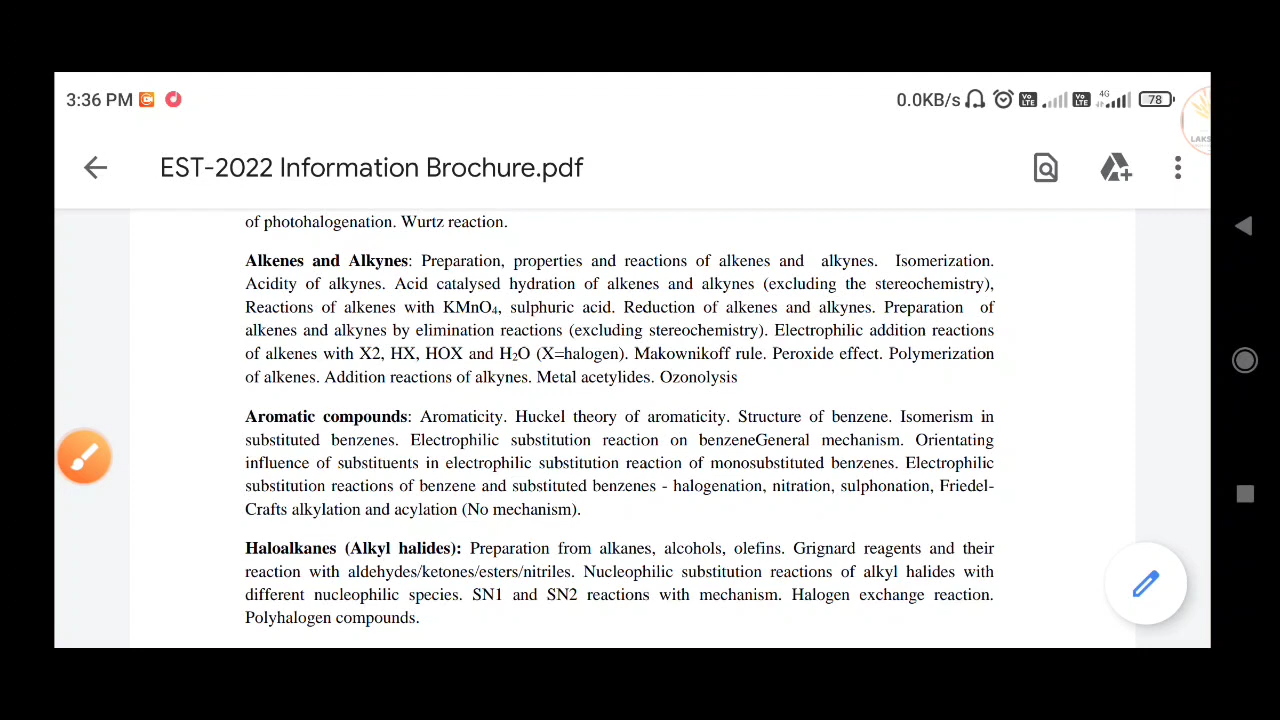 3:36 PM
0.0KB/s Vo LTE Vo LTE 4G 78
LAKS
EST-2022 Information Brochure.pdf
of photohalogenation. Wurtz reaction.
Alkenes and Alkynes: Preparation, properties and reactions of alkenes and alkynes. Isomerization.
Acidity of alkynes. Acid catalysed hydration of alkenes and alkynes (excluding the stereochemistry),
Reactions of alkenes with KMnO₄, sulphuric acid. Reduction of alkenes and alkynes. Preparation of
alkenes and alkynes by elimination reactions (excluding stereochemistry). Electrophilic addition reactions
of alkenes with X2, HX, HOX and H₂O (X=halogen). Makownikoff rule. Peroxide effect. Polymerization
of alkenes. Addition reactions of alkynes. Metal acetylides. Ozonolysis
Aromatic compounds: Aromaticity. Huckel theory of aromaticity. Structure of benzene. Isomerism in
substituted benzenes. Electrophilic substitution reaction on benzeneGeneral mechanism. Orientating
influence of substituents in electrophilic substitution reaction of monosubstituted benzenes. Electrophilic
substitution reactions of benzene and substituted benzenes - halogenation, nitration, sulphonation, Friedel-
Crafts alkylation and acylation (No mechanism).
Haloalkanes (Alkyl halides): Preparation from alkanes, alcohols, olefins. Grignard reagents and their
reaction with aldehydes/ketones/esters/nitriles. Nucleophilic substitution reactions of alkyl halides with
different nucleophilic species. SN1 and SN2 reactions with mechanism. Halogen exchange reaction.
Polyhalogen compounds.